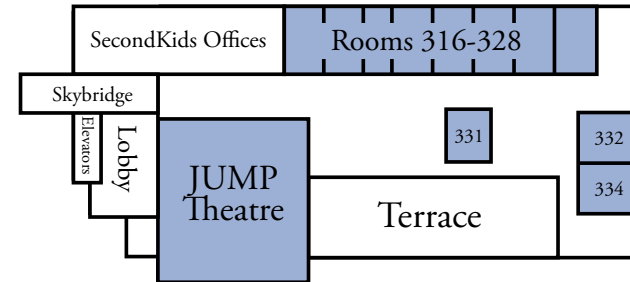 SecondKids Offices
Rooms 316-328
Skybridge
Elevators
Lobby
331
332
JUMP
Theatre
334
Terrace